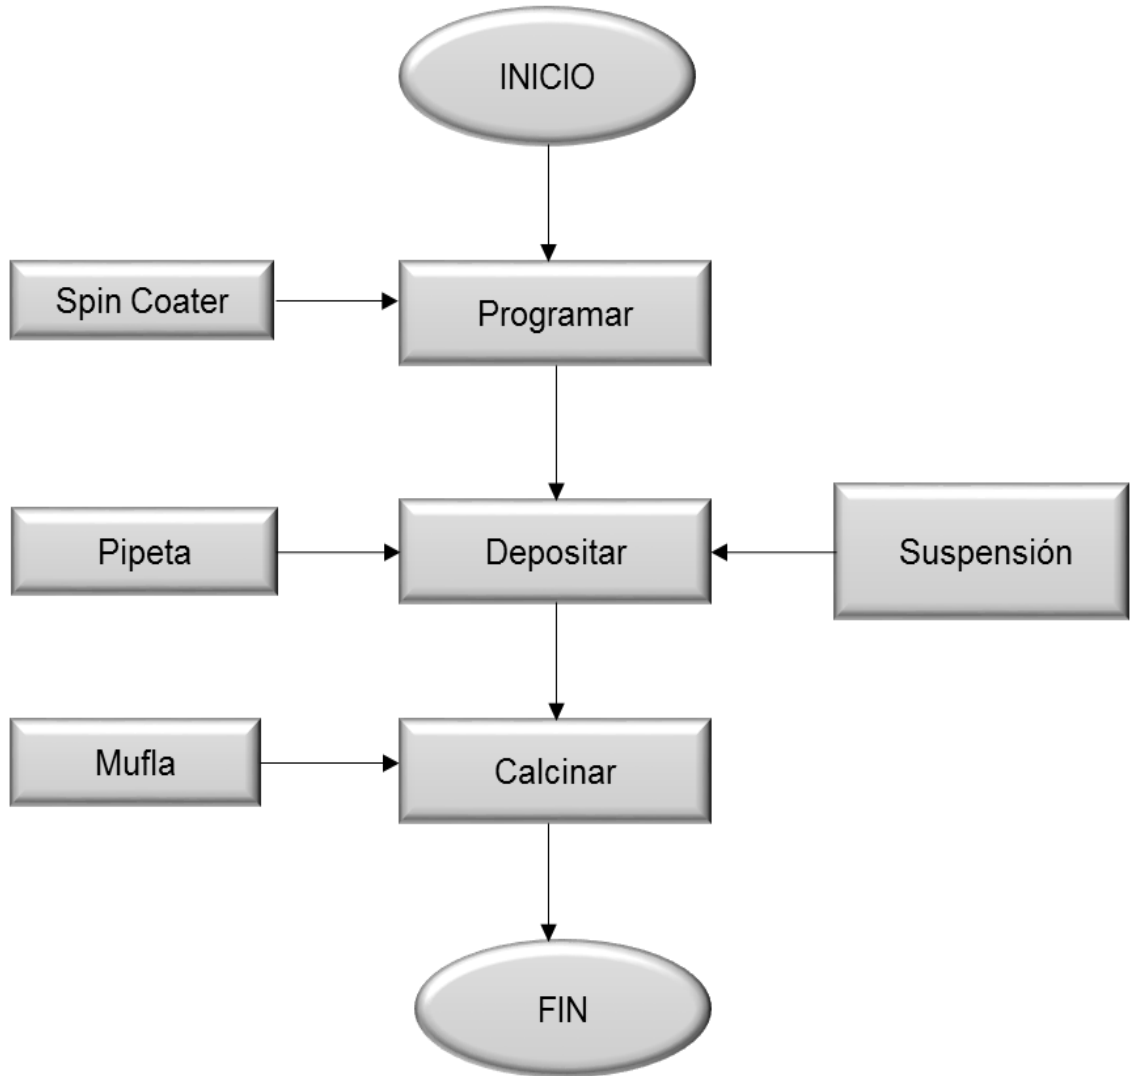 INICIO
Spin Coater
Programar
Pipeta
Depositar
Suspensión
Mufla
Calcinar
FIN